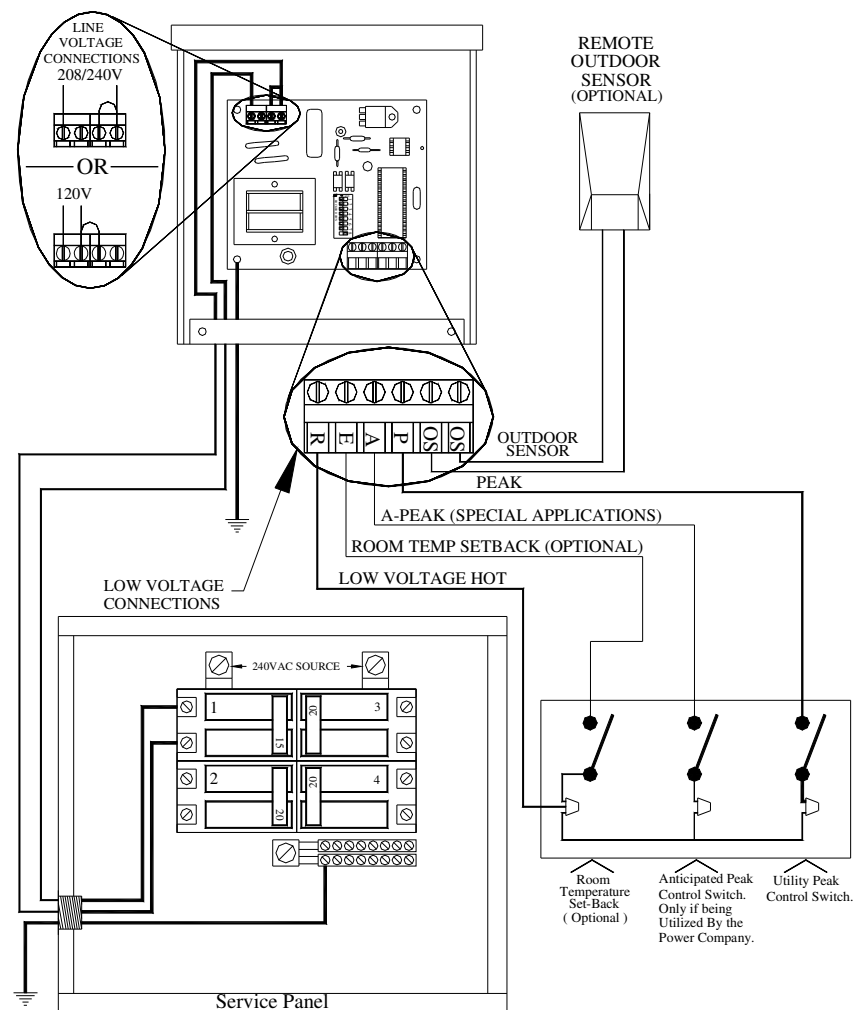 LINE
VOLTAGE
CONNECTIONS
208/240V
OR
120V
REMOTE
OUTDOOR
SENSOR
(OPTIONAL)
R E A P OS OS
OUTDOOR
SENSOR
PEAK
A-PEAK (SPECIAL APPLICATIONS)
ROOM TEMP SETBACK (OPTIONAL)
LOW VOLTAGE HOT
LOW VOLTAGE
CONNECTIONS
240VAC SOURCE
1 15 20 3
2 20 20 4
Room
Temperature
Set-Back
( Optional )
Anticipated Peak
Control Switch.
Only if being
Utilized By the
Power Company.
Utility Peak
Control Switch.
Service Panel